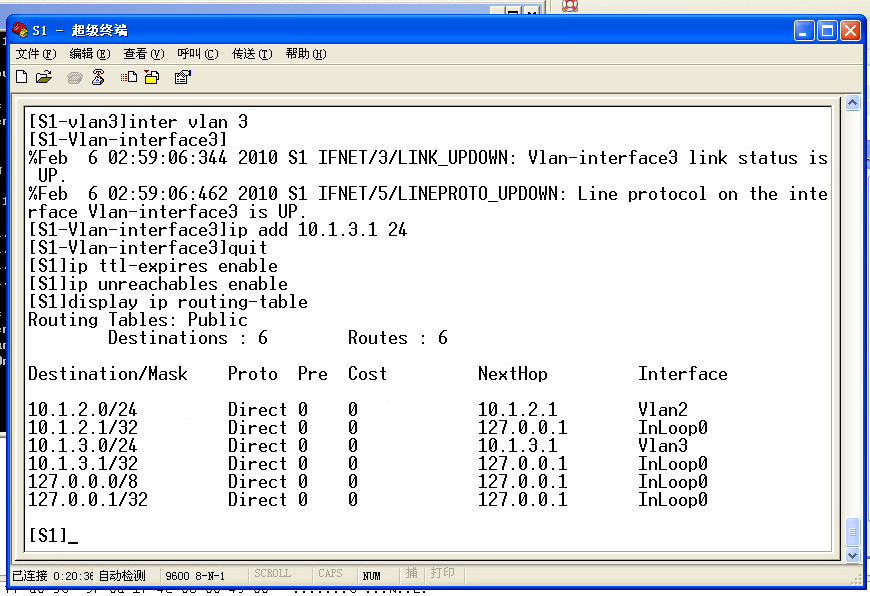 S1 - 超级终端
文件(F) 编辑(E) 查看(V) 呼叫(C) 传送(T) 帮助(H)
[S1-vlan3]inter vlan 3
[S1-Vlan-interface3]
%Feb  6 02:59:06:344 2010 S1 IFNET/3/LINK_UPDOWN: Vlan-interface3 link status is
 UP.
%Feb  6 02:59:06:462 2010 S1 IFNET/5/LINEPROTO_UPDOWN: Line protocol on the inte
rface Vlan-interface3 is UP.
[S1-Vlan-interface3]ip add 10.1.3.1 24
[S1-Vlan-interface3]quit
[S1]ip ttl-expires enable
[S1]ip unreachables enable
[S1]display ip routing-table
Routing Tables: Public
        Destinations : 6        Routes : 6
Destination/Mask    Proto  Pre  Cost         NextHop         Interface
10.1.2.0/24         Direct 0    0            10.1.2.1        Vlan2
10.1.2.1/32         Direct 0    0            127.0.0.1       InLoop0
10.1.3.0/24         Direct 0    0            10.1.3.1        Vlan3
10.1.3.1/32         Direct 0    0            127.0.0.1       InLoop0
127.0.0.0/8         Direct 0    0            127.0.0.1       InLoop0
127.0.0.1/32        Direct 0    0            127.0.0.1       InLoop0
[S1]_
已连接 0:20:36 自动检测 9600 8-N-1 SCROLL CAPS NUM 捕 打印